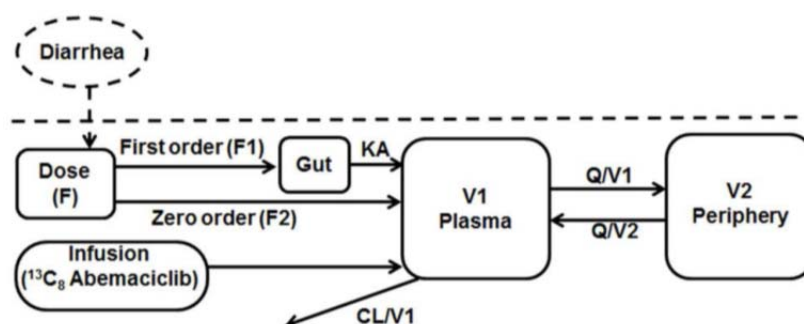 Diarrhea
First order (F1)
KA
Dose
(F)
Gut
Zero order (F2)
V1
Plasma
Q/V1
Q/V2
V2
Periphery
Infusion
(¹³C₈ Abemaciclib)
CL/V1